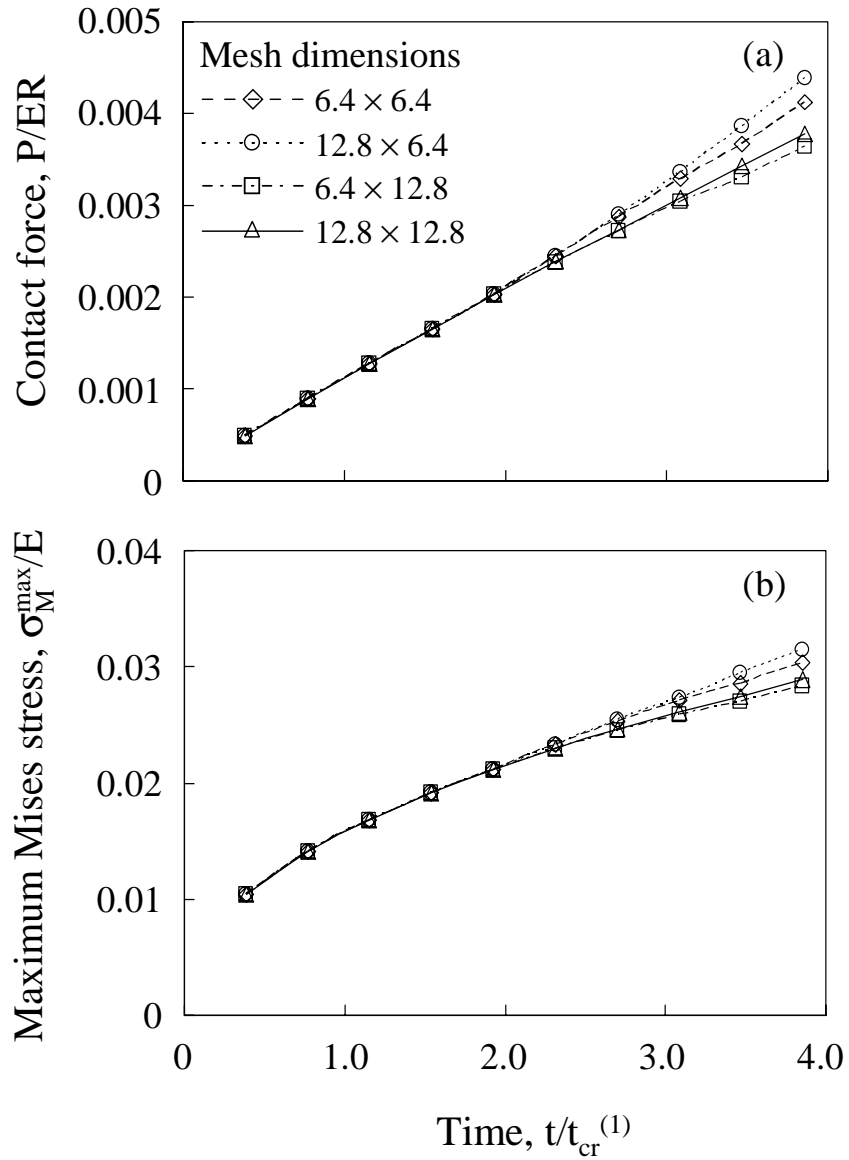 0.005
(a)
Mesh dimensions
6.4 × 6.4
12.8 × 6.4
6.4 × 12.8
12.8 × 12.8
0.004
0.003
0.002
0.001
0
Contact force, P/ER
0.04
(b)
0.03
0.02
0.01
0
Maximum Mises stress, σ_M^max/E
0 1.0 2.0 3.0 4.0
Time, t/t_cr^(1)